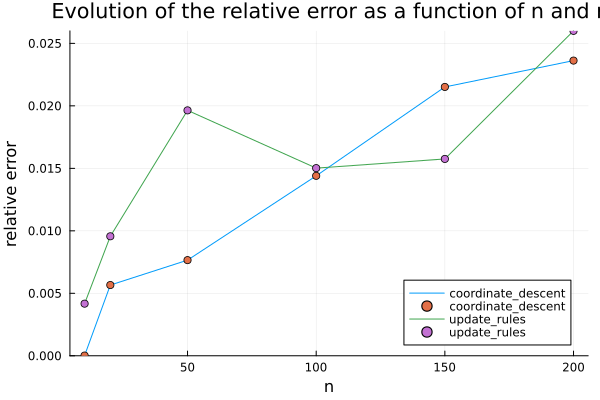 Evolution of the relative error as a function of n and
relative error
0.025
0.020
0.015
0.010
0.005
0.000
50
100
150
200
n
coordinate_descent
coordinate_descent
update_rules
update_rules